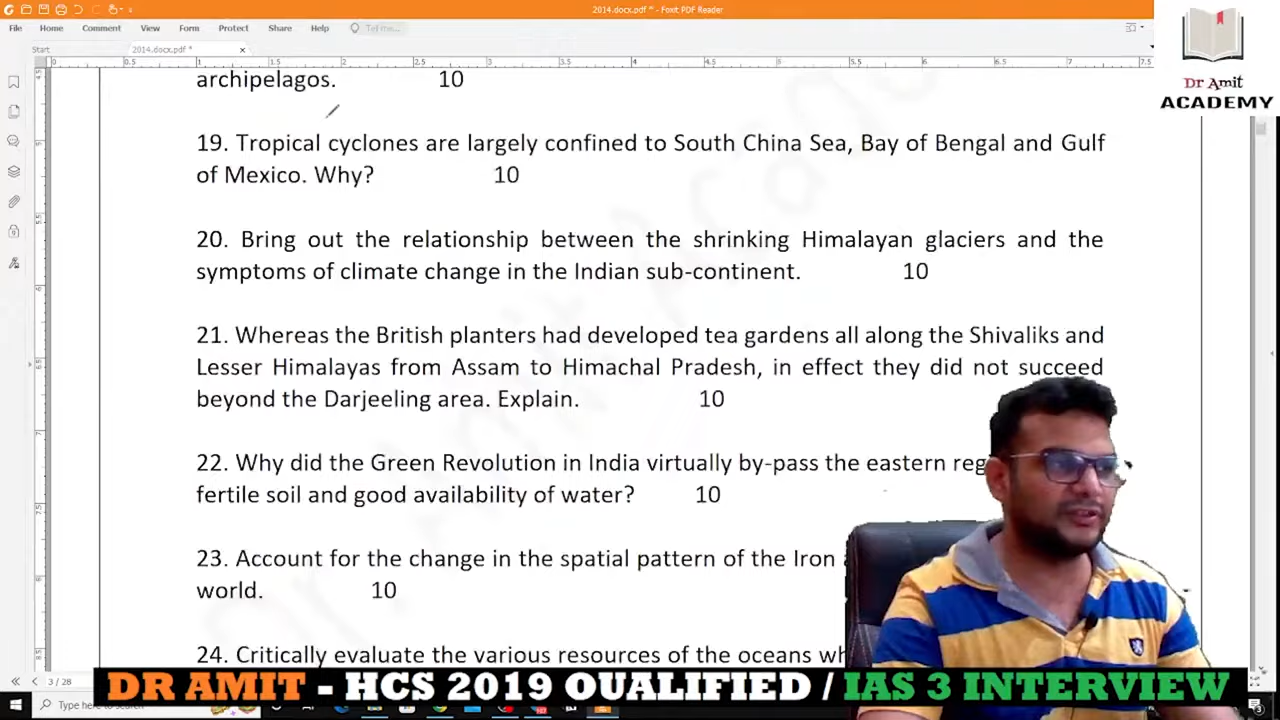 2014.docx.pdf * - Foxit PDF Reader
File Home Comment View Form Protect Share Help Tell me...
Start 2014.docx.pdf *
Dr Amit
ACADEMY
archipelagos. 10
19. Tropical cyclones are largely confined to South China Sea, Bay of Bengal and Gulf
of Mexico. Why? 10
20. Bring out the relationship between the shrinking Himalayan glaciers and the
symptoms of climate change in the Indian sub-continent. 10
21. Whereas the British planters had developed tea gardens all along the Shivaliks and
Lesser Himalayas from Assam to Himachal Pradesh, in effect they did not succeed
beyond the Darjeeling area. Explain. 10
22. Why did the Green Revolution in India virtually by-pass the eastern reg
fertile soil and good availability of water? 10
23. Account for the change in the spatial pattern of the Iron
world. 10
24. Critically evaluate the various resources of the oceans wh
3 / 28
DR AMIT - HCS 2019 QUALIFIED / IAS 3 INTERVIEW
Type here to search